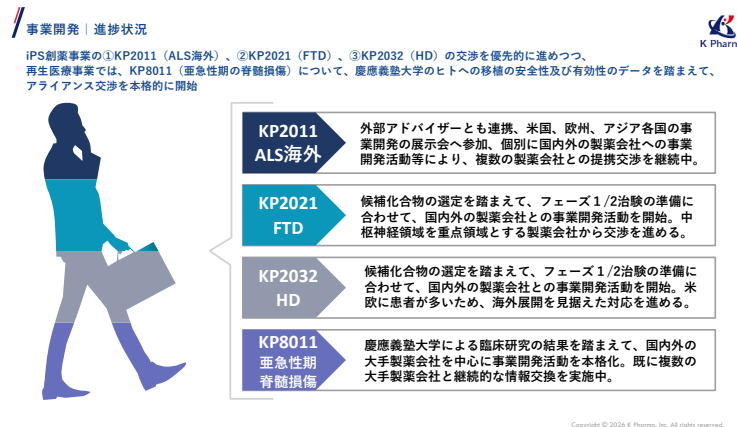 事業開発｜進捗状況
K Pharm
iPS創薬事業の①KP2011（ALS海外）、②KP2021（FTD）、③KP2032（HD）の交渉を優先的に進めつつ、
再生医療事業では、KP8011（亜急性期の脊髄損傷）について、慶應義塾大学のヒトへの移植の安全性及び有効性のデータを踏まえて、
アライアンス交渉を本格的に開始
KP2011
ALS海外
外部アドバイザーとも連携、米国、欧州、アジア各国の事
業開発の展示会へ参加、個別に国内外の製薬会社への事業
開発活動等により、複数の製薬会社との提携交渉を継続中。
KP2021
FTD
候補化合物の選定を踏まえて、フェーズ１/2治験の準備に
合わせて、国内外の製薬会社との事業開発活動を開始。中
枢神経領域を重点領域とする製薬会社から交渉を進める。
KP2032
HD
候補化合物の選定を踏まえて、フェーズ１/2治験の準備に
合わせて、国内外の製薬会社との事業開発活動を開始。米
欧に患者が多いため、海外展開を見据えた対応を進める。
KP8011
亜急性期
脊髄損傷
慶應義塾大学による臨床研究の結果を踏まえて、国内外の
大手製薬会社を中心に事業開発活動を本格化。既に複数の
大手製薬会社と継続的な情報交換を実施中。
Copyright © 2026 K Pharma, Inc. All rights reserved.